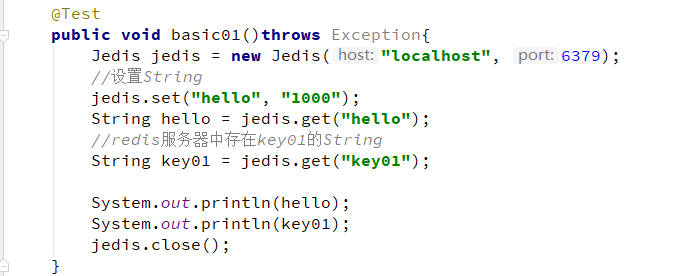 @Test
public void basic01()throws Exception{
Jedis jedis = new Jedis( host: "localhost", port: 6379);
//设置String
jedis.set("hello", "1000");
String hello = jedis.get("hello");
//redis服务器中存在key01的String
String key01 = jedis.get("key01");
System.out.println(hello);
System.out.println(key01);
jedis.close();
}